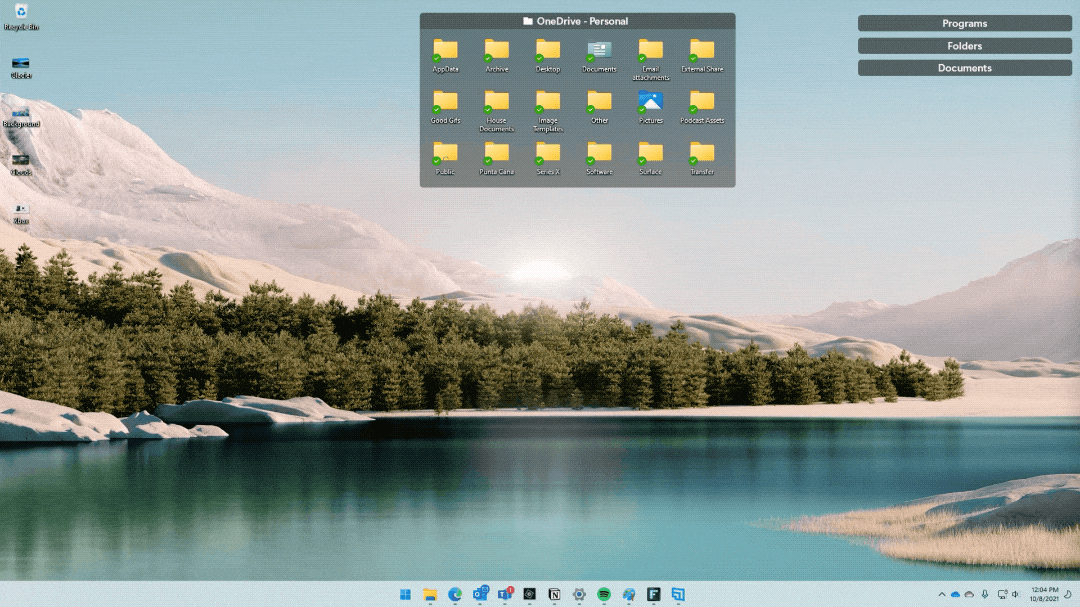 Recycle Bin
Glacier
Background
Clouds
Xbox
OneDrive - Personal
AppData
Archive
Desktop
Documents
Email
attachments
External Share
Good Gifs
House
Documents
Image
Templates
Other
Pictures
Podcast Assets
Public
Punta Cana
Series X
Software
Surface
Transfer
Programs
Folders
Documents
12:04 PM
10/8/2021